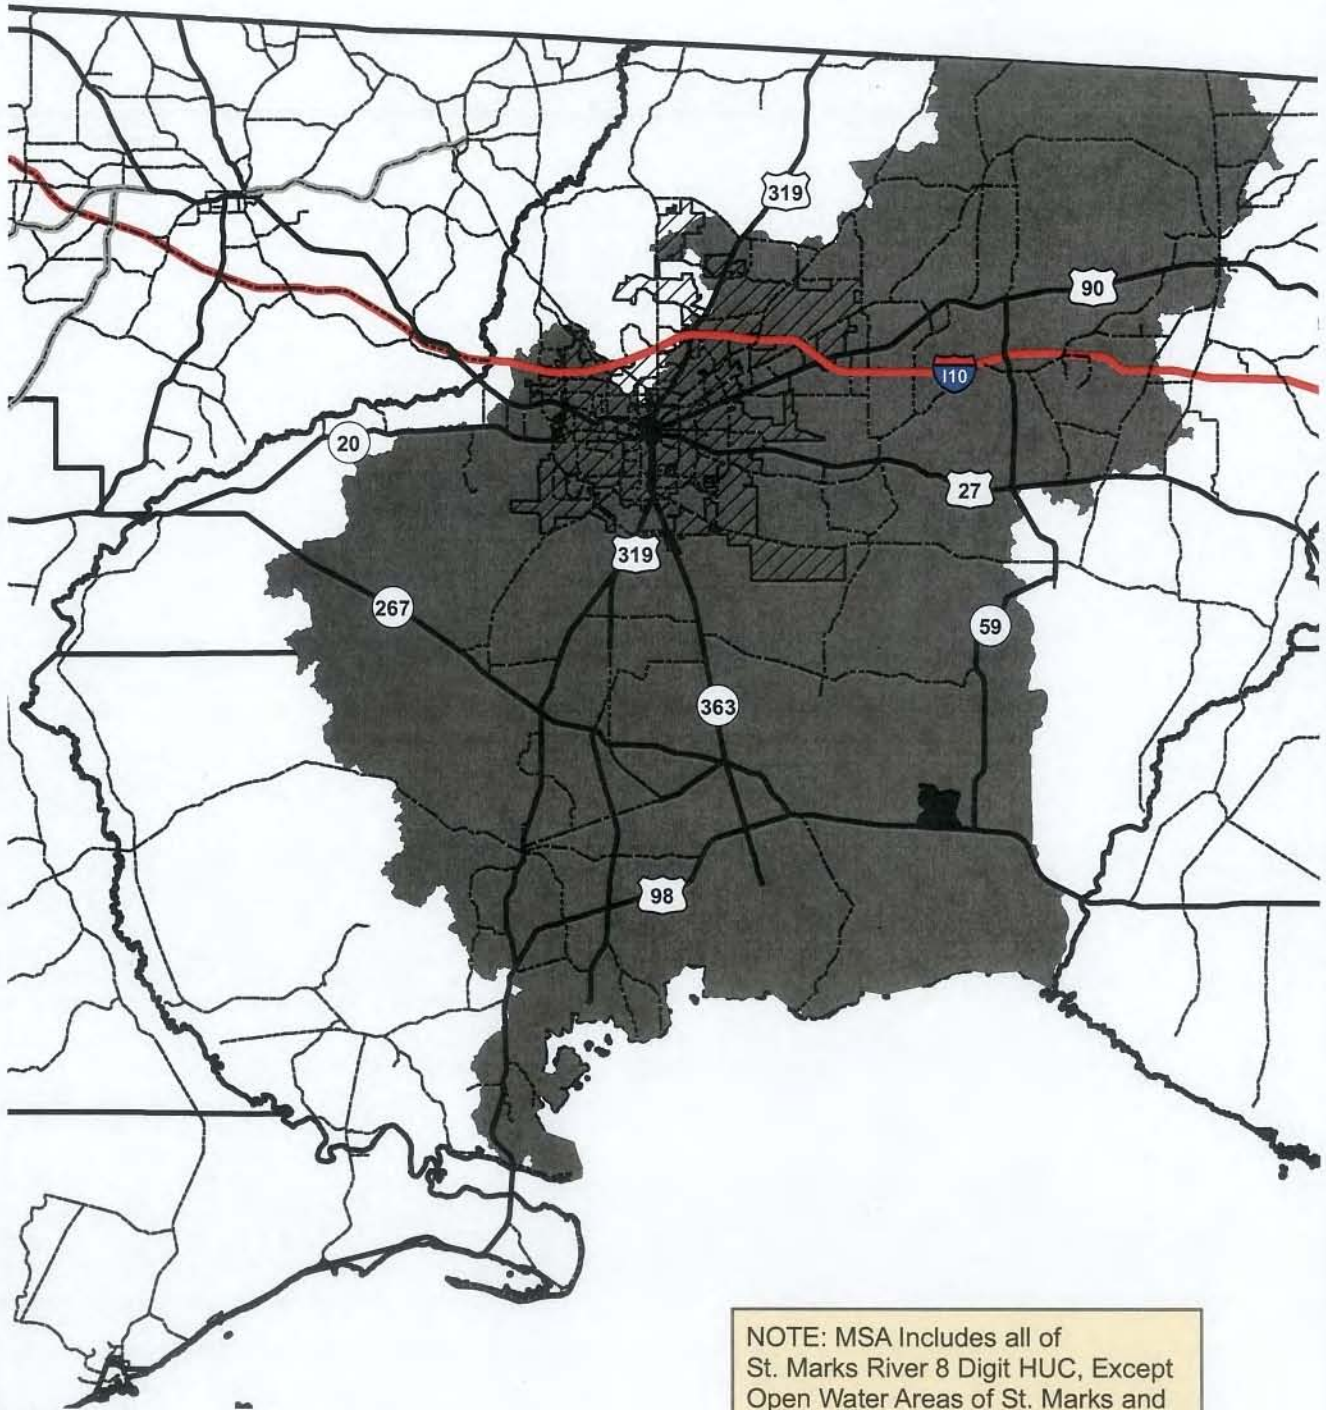 319
90
I10
20
27
319
267
59
363
98
NOTE: MSA Includes all of
St. Marks River 8 Digit HUC, Except
Open Water Areas of St. Marks and